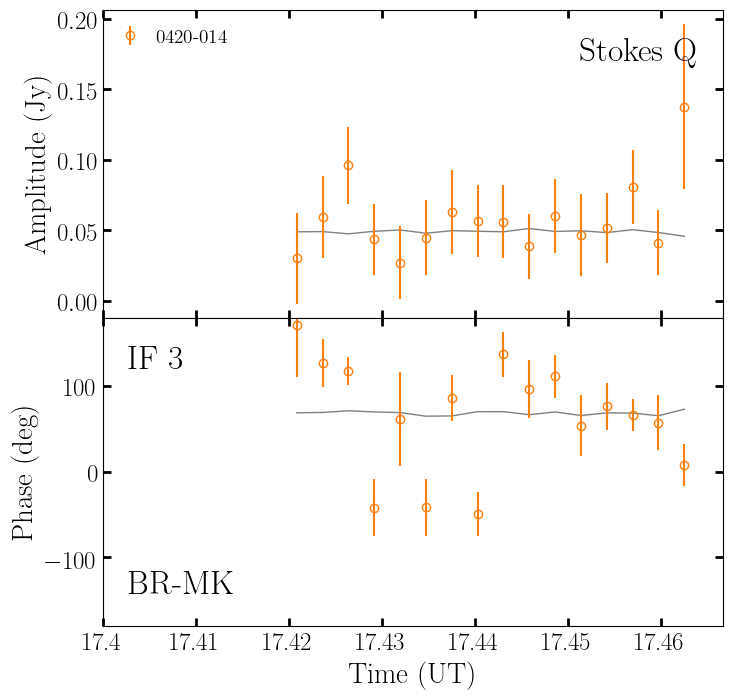 0420-014
Stokes Q
0.20
0.15
0.10
0.05
0.00
Amplitude (Jy)
IF 3
100
0
−100
Phase (deg)
BR-MK
17.4 17.41 17.42 17.43 17.44 17.45 17.46
Time (UT)